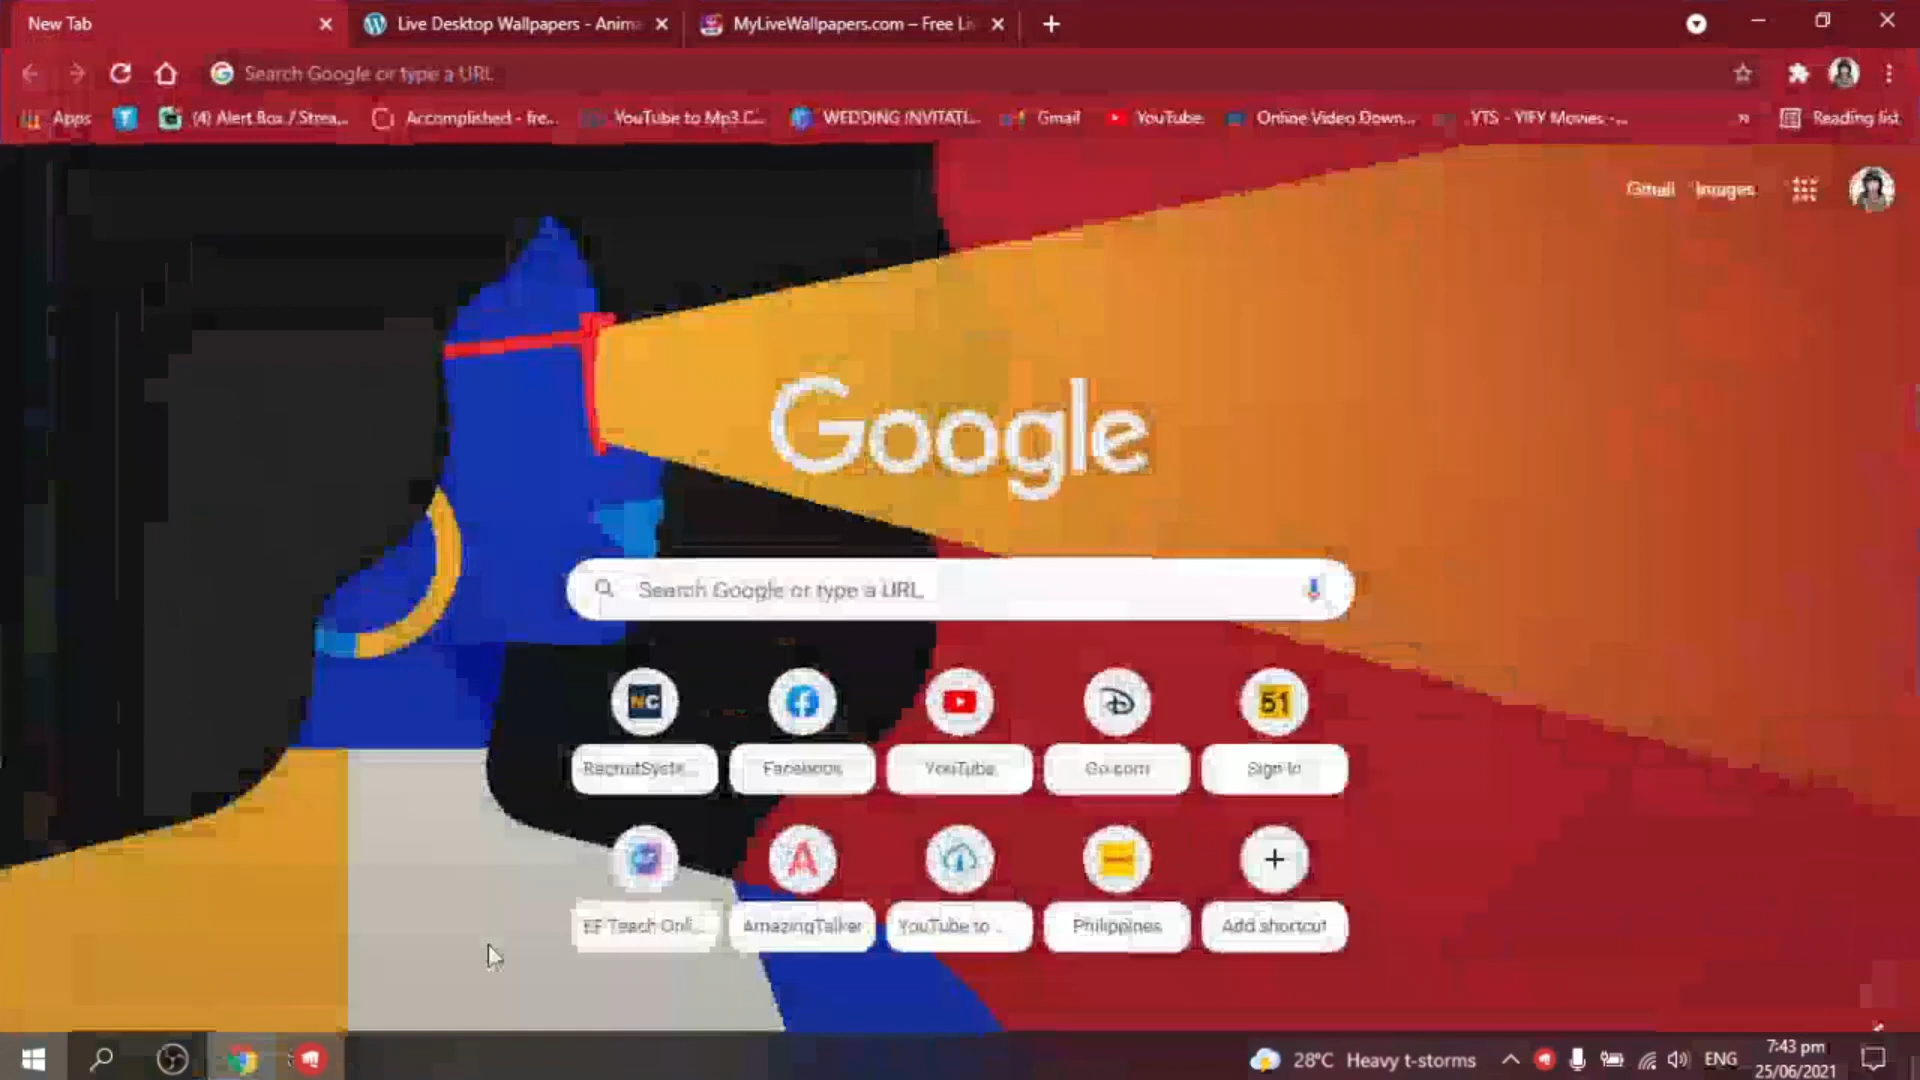 New Tab
Live Desktop Wallpapers - Anima
MyLiveWallpapers.com – Free Li
Search Google or type a URL
Apps
(4) Alert Box / Strea...
Accomplished - fre...
YouTube to Mp3 C...
WEDDING INVITATI...
Gmail
YouTube
Online Video Down...
YTS - YIFY Movies -...
»
Reading list
Gmail Images
Google
Search Google or type a URL
NC
51
RecruitSyste...
Facebook
YouTube
Go.com
Sign In
EF Teach Onli...
AmazingTalker
YouTube to ...
Philippines
Add shortcut
28°C Heavy t-storms
ENG
7:43 pm
25/06/2021